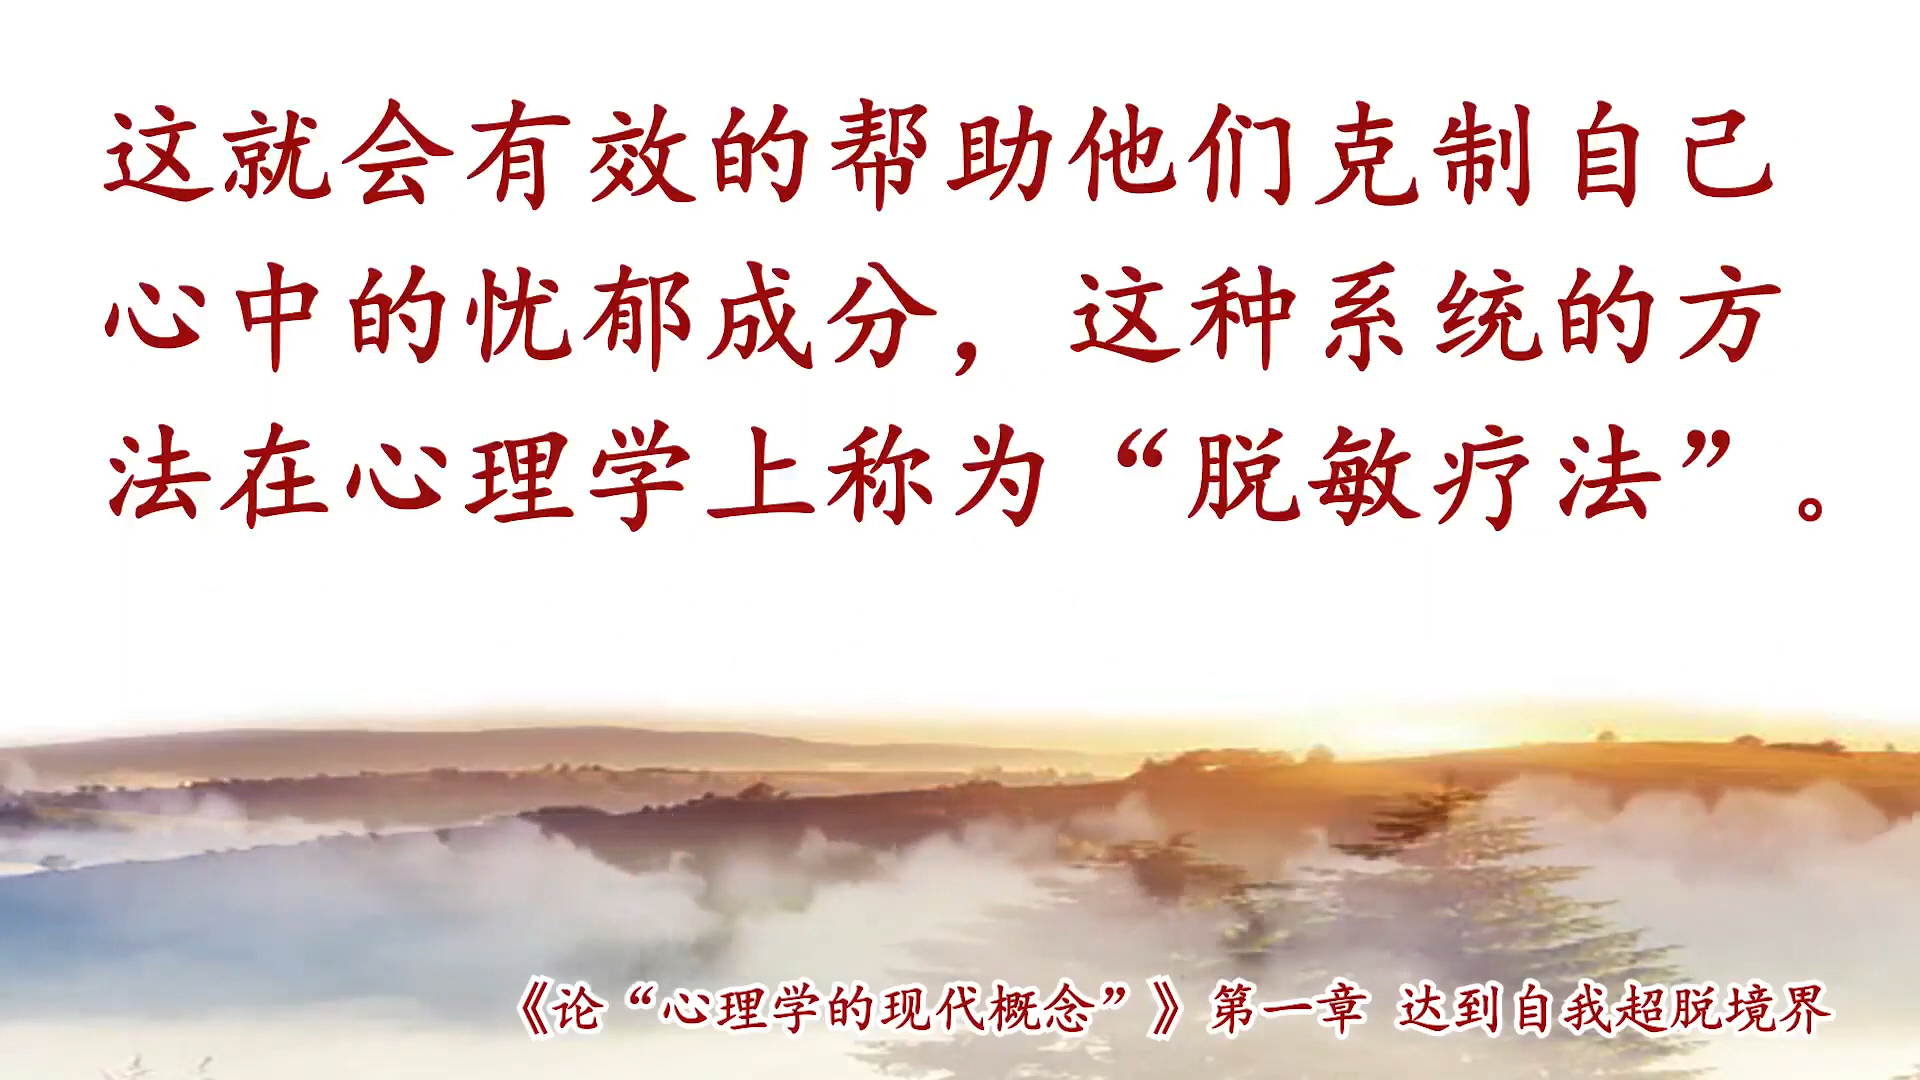 这就会有效的帮助他们克制自己
心中的忧郁成分，这种系统的方
法在心理学上称为“脱敏疗法”。
《论“心理学的现代概念”》第一章 达到自我超脱境界